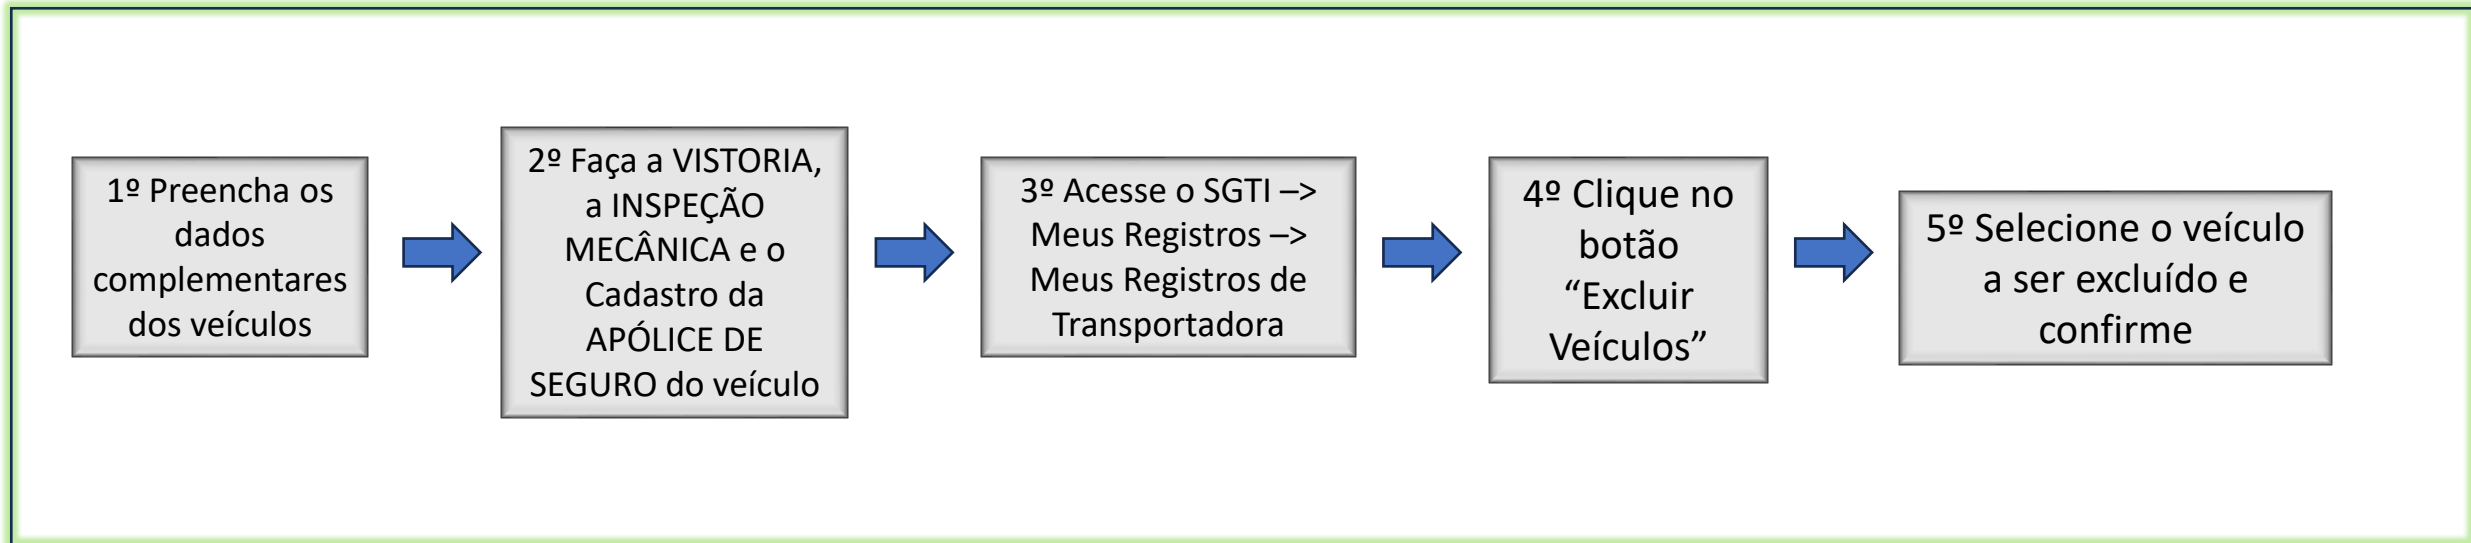 1º Preencha os
dados
complementares
dos veículos
2º Faça a VISTORIA,
a INSPEÇÃO
MECÂNICA e o
Cadastro da
APÓLICE DE
SEGURO do veículo
3º Acesse o SGTI –>
Meus Registros –>
Meus Registros de
Transportadora
4º Clique no
botão
“Excluir
Veículos”
5º Selecione o veículo
a ser excluído e
confirme